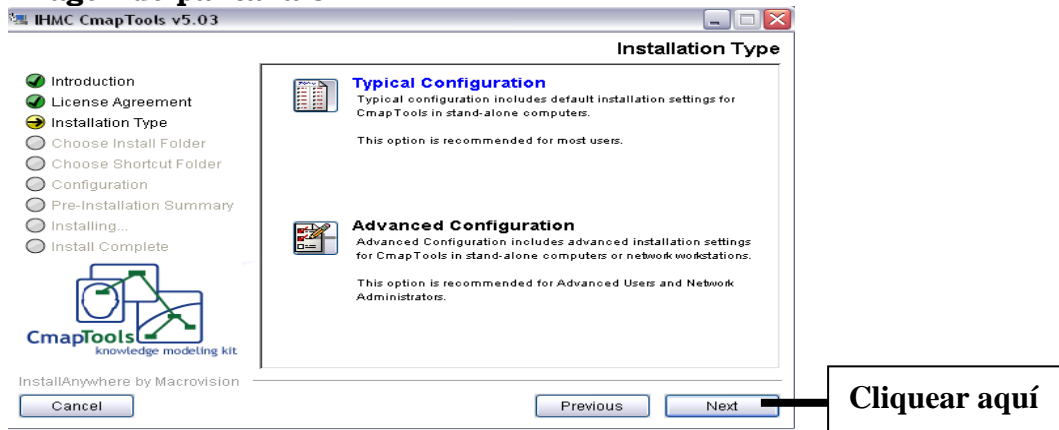 IHMC CmapTools v5.03
Installation Type
Introduction
License Agreement
Installation Type
Choose Install Folder
Choose Shortcut Folder
Configuration
Pre-Installation Summary
Installing...
Install Complete
Typical Configuration
Typical configuration includes default installation settings for
CmapTools in stand-alone computers.
This option is recommended for most users.
Advanced Configuration
Advanced Configuration includes advanced installation settings
for CmapTools in stand-alone computers or network workstations.
This option is recommended for Advanced Users and Network
Administrators.
CmapTools
knowledge modeling kit
InstallAnywhere by Macrovision
Cancel
Previous
Next
Cliquear aquí